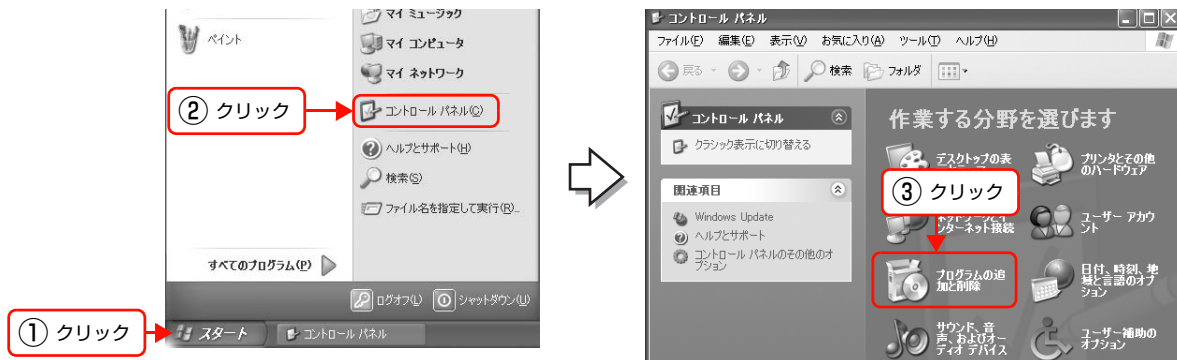 マイ ミュージック
ペイント
マイ コンピュータ
マイ ネットワーク
② クリック
コントロール パネル(C)
ヘルプとサポート(H)
検索(S)
ファイル名を指定して実行(R)...
すべてのプログラム(P)
ログオフ(L)
シャットダウン(U)
① クリック
スタート
コントロール パネル
コントロール パネル
ファイル(F) 編集(E) 表示(V) お気に入り(A) ツール(T) ヘルプ(H)
戻る
検索
フォルダ
コントロール パネル
クラシック表示に切り替える
関連項目
Windows Update
ヘルプとサポート
コントロール パネルのその他のオ
プション
作業する分野を選びます
デスクトップの表
プリンタとその他
のハードウェア
③ クリック
ンターネット接続
ユーザー アカウ
ント
プログラムの追
加と削除
日付、時刻、地
域と言語のオプ
ション
サウンド、音
声、およびオー
ディオ デバイス
ユーザー補助の
オプション